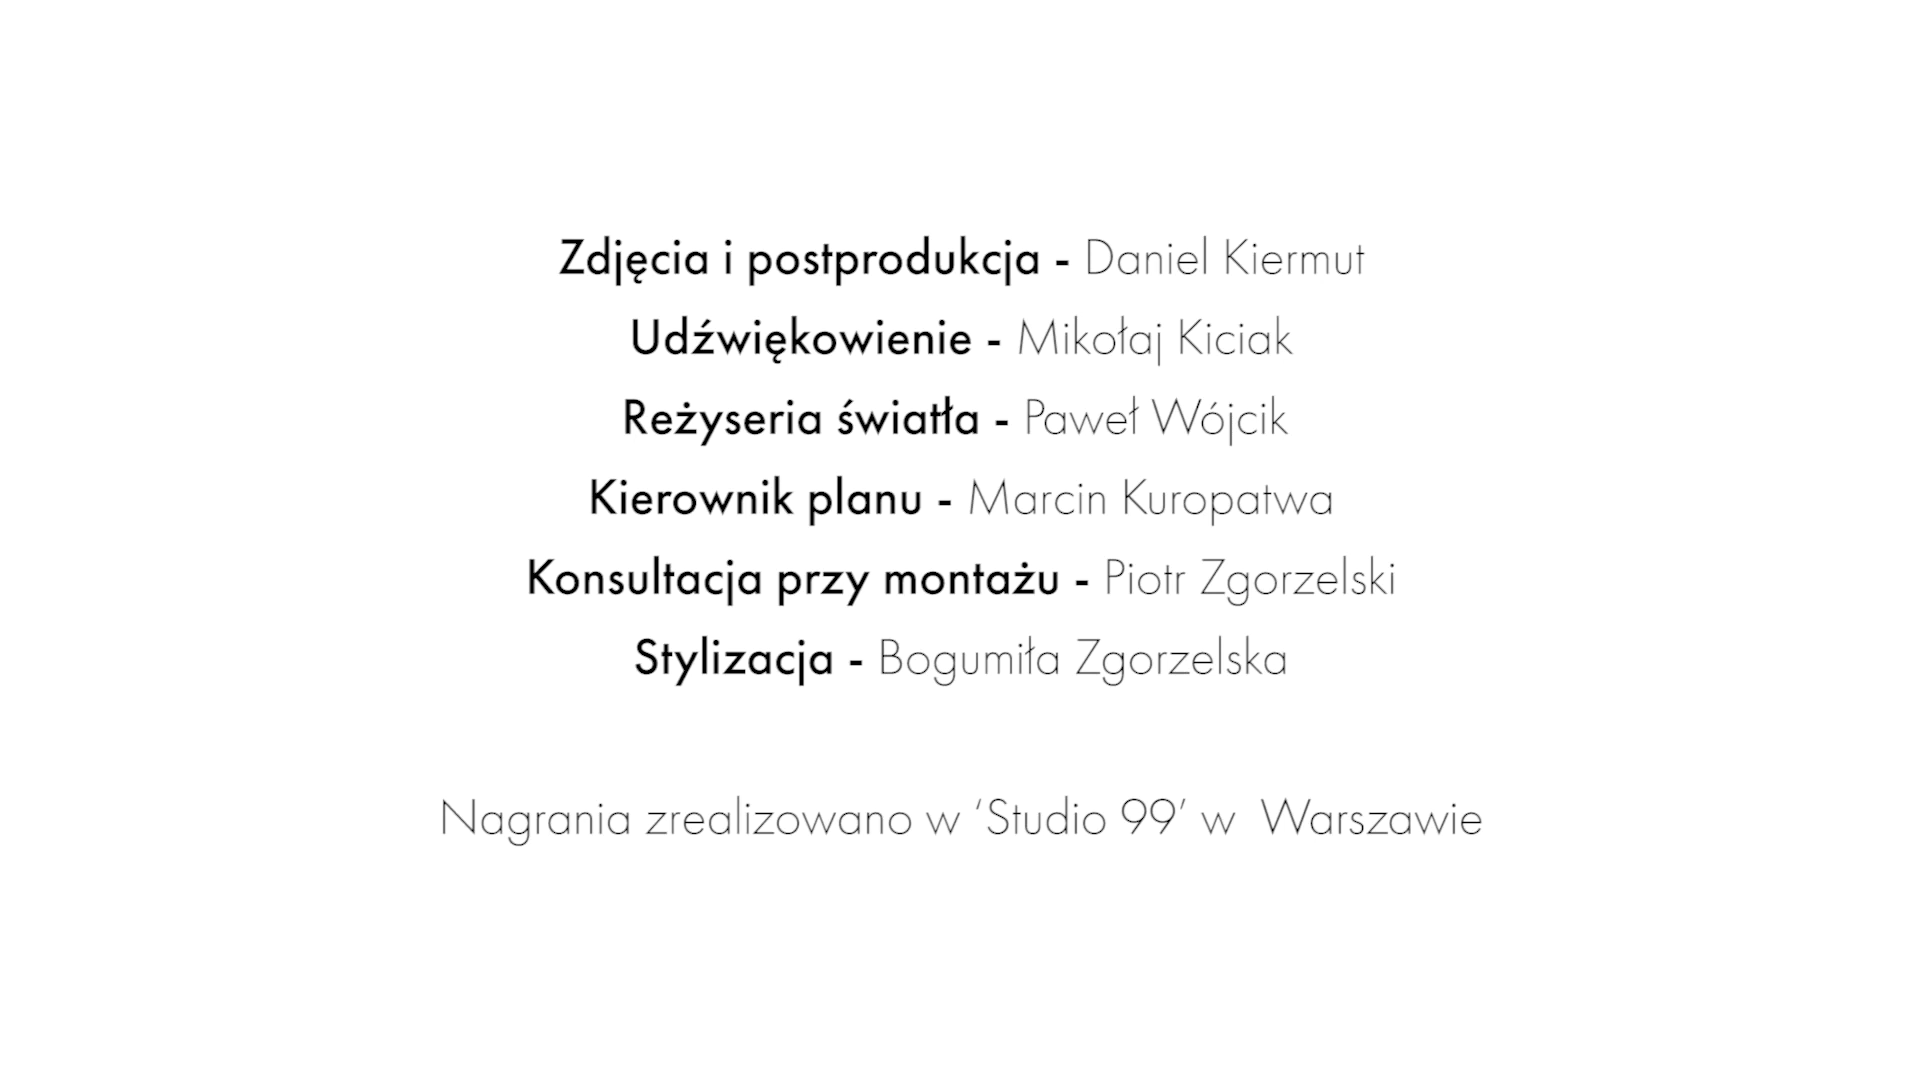 Zdjęcia i postprodukcja - Daniel Kiermut
Udźwiękowienie - Mikołaj Kiciak
Reżyseria światła - Paweł Wójcik
Kierownik planu - Marcin Kuropatwa
Konsultacja przy montażu - Piotr Zgorzelski
Stylizacja - Bogumiła Zgorzelska
Nagrania zrealizowano w ‘Studio 99’ w  Warszawie